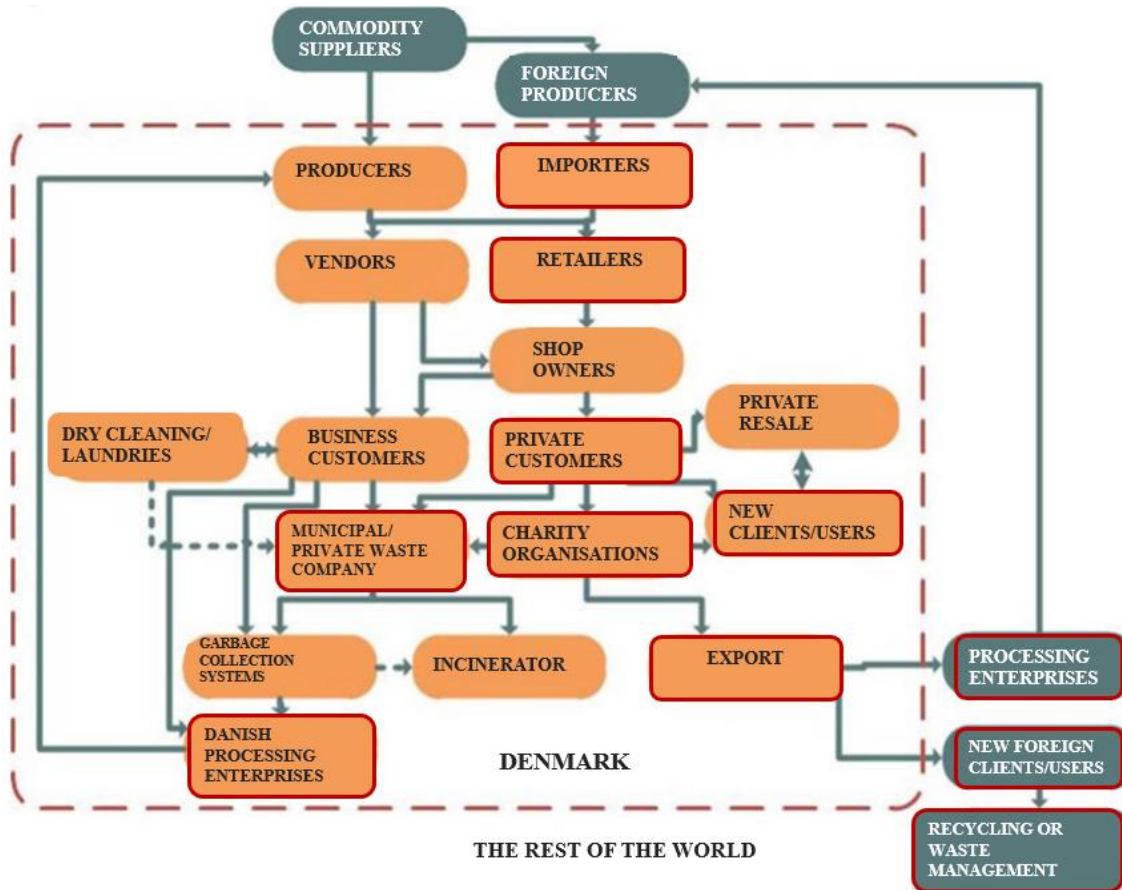 COMMODITY
SUPPLIERS
FOREIGN
PRODUCERS
PRODUCERS
IMPORTERS
VENDORS
RETAILERS
SHOP
OWNERS
PRIVATE
RESALE
DRY CLEANING/
LAUNDRIES
BUSINESS
CUSTOMERS
PRIVATE
CUSTOMERS
NEW
CLIENTS/USERS
MUNICIPAL/
PRIVATE WASTE
COMPANY
CHARITY
ORGANISATIONS
GARBAGE
COLLECTION
SYSTEMS
INCINERATOR
EXPORT
PROCESSING
ENTERPRISES
DANISH
PROCESSING
ENTERPRISES
DENMARK
NEW FOREIGN
CLIENTS/USERS
THE REST OF THE WORLD
RECYCLING OR
WASTE
MANAGEMENT